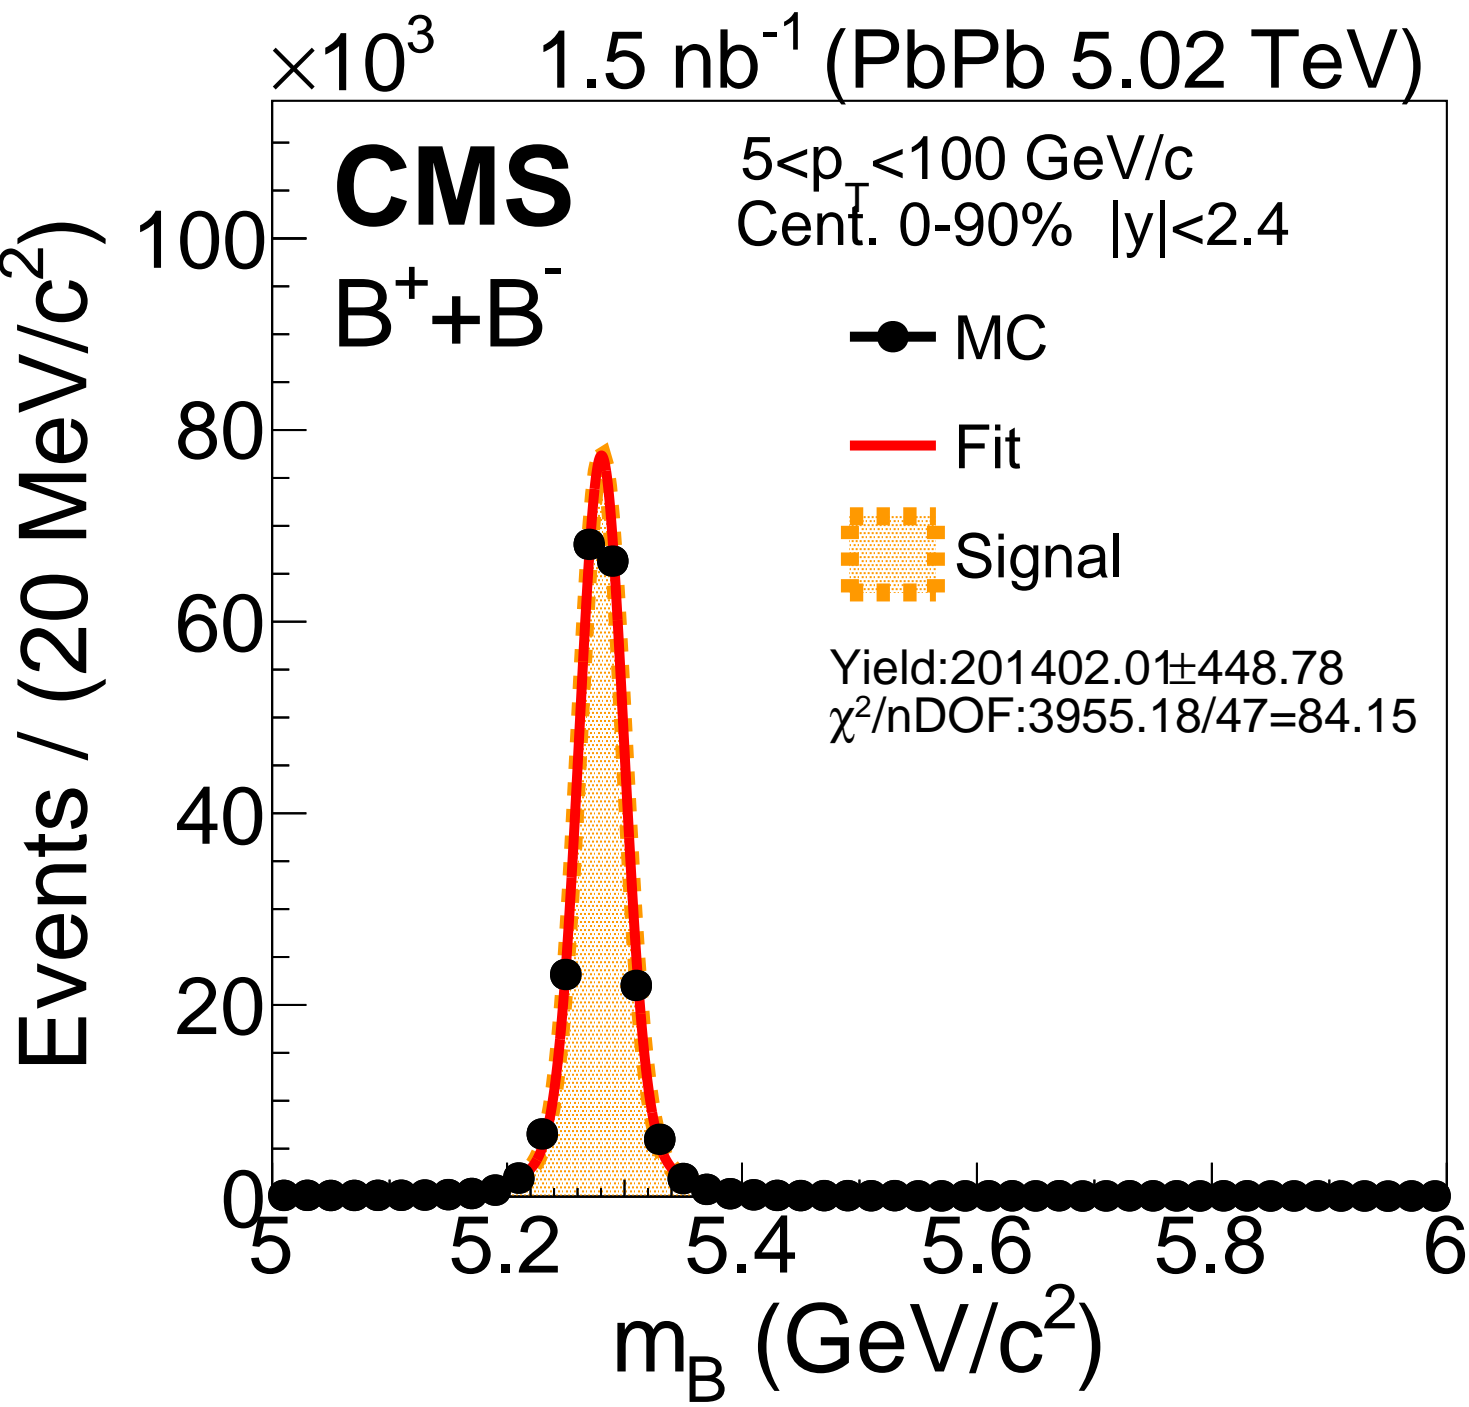 ×10³ 1.5 nb⁻¹ (PbPb 5.02 TeV)
CMS
B⁺+B⁻
5<p_T<100 GeV/c
Cent. 0-90% |y|<2.4
MC
Fit
Signal
Yield:201402.01±448.78
χ²/nDOF:3955.18/47=84.15
Events / (20 MeV/c²)
100
80
60
40
20
0
5 5.2 5.4 5.6 5.8 6
m_B (GeV/c²)